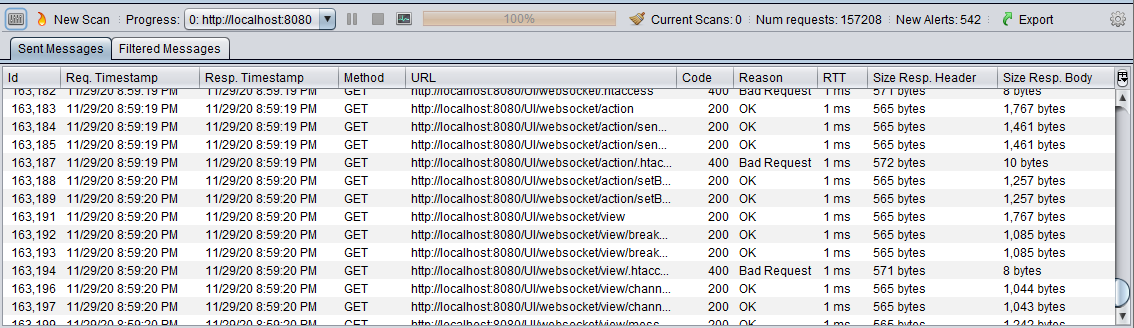 New Scan Progress: 0: http://localhost:8080 100% Current Scans: 0 Num requests: 157208 New Alerts: 542 Export
Sent Messages Filtered Messages
Id Req. Timestamp Resp. Timestamp Method URL Code Reason RTT Size Resp. Header Size Resp. Body
163,182 11/29/20 8:59:19 PM 11/29/20 8:59:19 PM GET http://localhost:8080/UI/websocket/.htaccess 400 Bad Request 1 ms 571 bytes 8 bytes
163,183 11/29/20 8:59:19 PM 11/29/20 8:59:19 PM GET http://localhost:8080/UI/websocket/action 200 OK 1 ms 565 bytes 1,767 bytes
163,184 11/29/20 8:59:19 PM 11/29/20 8:59:19 PM GET http://localhost:8080/UI/websocket/action/sen... 200 OK 1 ms 565 bytes 1,461 bytes
163,185 11/29/20 8:59:19 PM 11/29/20 8:59:19 PM GET http://localhost:8080/UI/websocket/action/sen... 200 OK 1 ms 565 bytes 1,461 bytes
163,187 11/29/20 8:59:19 PM 11/29/20 8:59:19 PM GET http://localhost:8080/UI/websocket/action/.htac... 400 Bad Request 1 ms 572 bytes 10 bytes
163,188 11/29/20 8:59:20 PM 11/29/20 8:59:20 PM GET http://localhost:8080/UI/websocket/action/setB... 200 OK 1 ms 565 bytes 1,257 bytes
163,189 11/29/20 8:59:20 PM 11/29/20 8:59:20 PM GET http://localhost:8080/UI/websocket/action/setB... 200 OK 1 ms 565 bytes 1,257 bytes
163,191 11/29/20 8:59:20 PM 11/29/20 8:59:20 PM GET http://localhost:8080/UI/websocket/view 200 OK 1 ms 565 bytes 1,767 bytes
163,192 11/29/20 8:59:20 PM 11/29/20 8:59:20 PM GET http://localhost:8080/UI/websocket/view/break... 200 OK 1 ms 565 bytes 1,085 bytes
163,193 11/29/20 8:59:20 PM 11/29/20 8:59:20 PM GET http://localhost:8080/UI/websocket/view/break... 200 OK 1 ms 565 bytes 1,085 bytes
163,194 11/29/20 8:59:20 PM 11/29/20 8:59:20 PM GET http://localhost:8080/UI/websocket/view/.htacc... 400 Bad Request 1 ms 571 bytes 8 bytes
163,196 11/29/20 8:59:20 PM 11/29/20 8:59:20 PM GET http://localhost:8080/UI/websocket/view/chann... 200 OK 1 ms 565 bytes 1,044 bytes
163,197 11/29/20 8:59:20 PM 11/29/20 8:59:20 PM GET http://localhost:8080/UI/websocket/view/chann... 200 OK 1 ms 565 bytes 1,043 bytes
163,199 11/29/20 8:59:20 PM 11/29/20 8:59:20 PM GET http://localhost:8080/UI/websocket/view/mess... 200 OK 1 ms 565 bytes 1,242 bytes